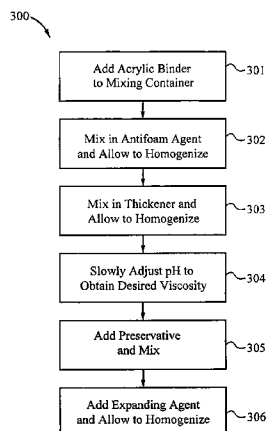 300
Add Acrylic Binder
to Mixing Container
301
Mix in Antifoam Agent
and Allow to Homogenize
302
Mix in Thickener and
Allow to Homogenize
303
Slowly Adjust pH to
Obtain Desired Viscosity
304
Add Preservative
and Mix
305
Add Expanding Agent
and Allow to Homogenize
306